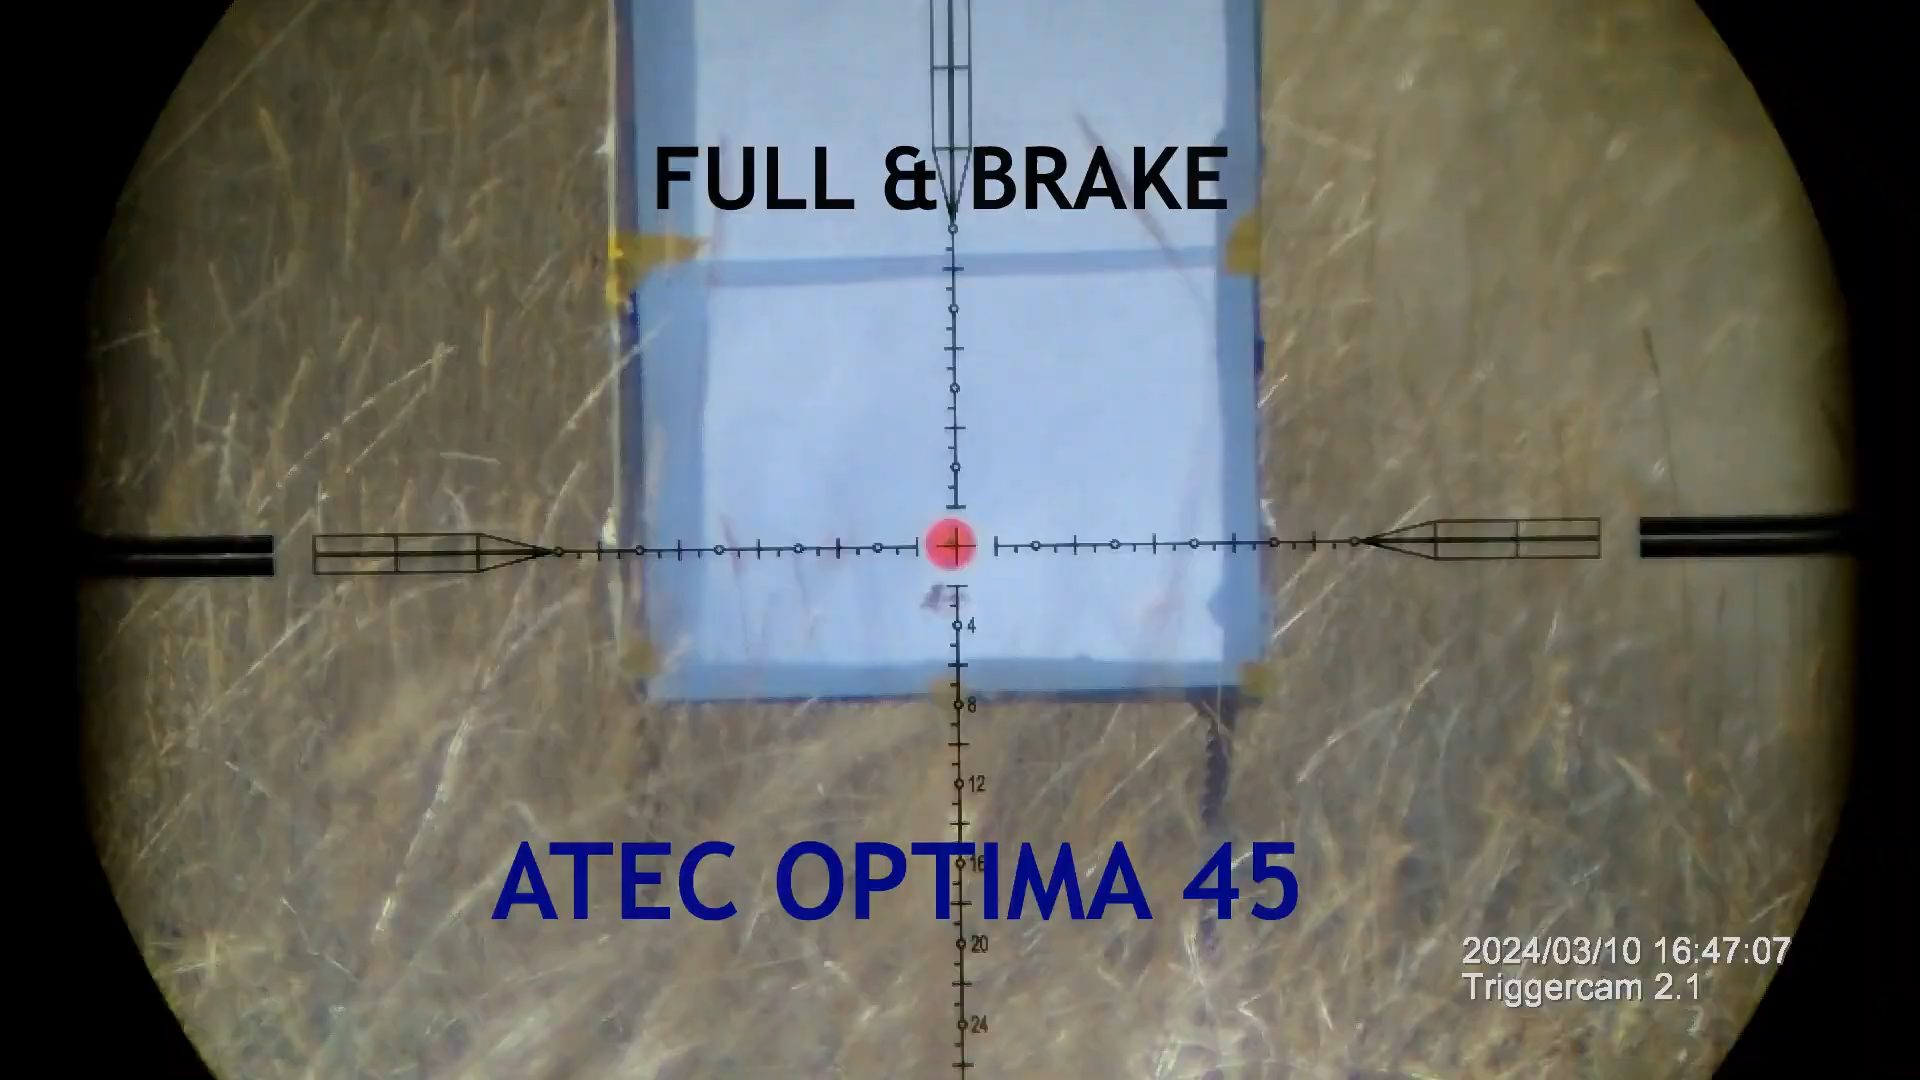 FULL & BRAKE
4
8
12
ATEC OPTIMA 45
16
20
2024/03/10 16:47:07
Triggercam 2.1
24